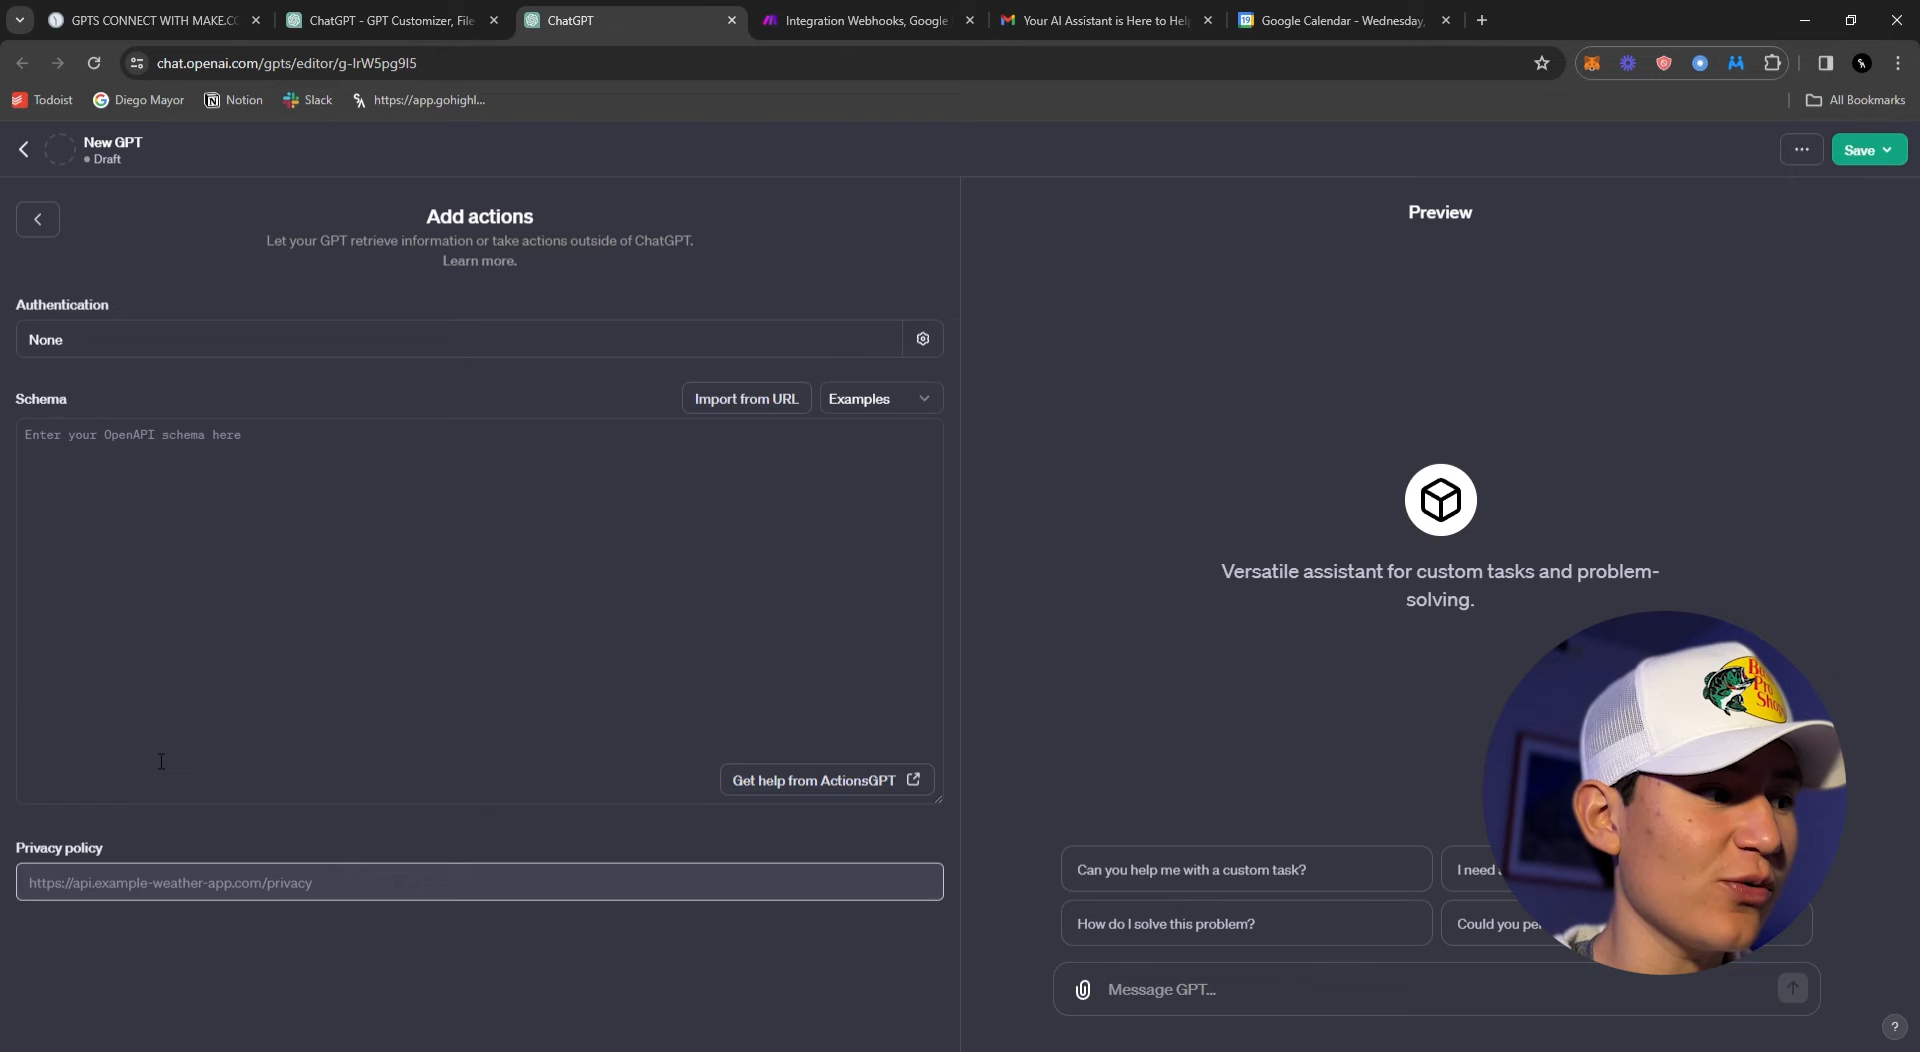 GPTS CONNECT WITH MAKE.CO
ChatGPT - GPT Customizer, File
ChatGPT
Integration Webhooks, Google
Your AI Assistant is Here to Hel
Google Calendar - Wednesday,
chat.openai.com/gpts/editor/g-IrW5pg9I5
Todoist
Diego Mayor
Notion
Slack
https://app.gohighl...
All Bookmarks
New GPT
Draft
Save
Add actions
Let your GPT retrieve information or take actions outside of ChatGPT.
Learn more.
Preview
Authentication
None
Schema
Import from URL
Examples
Enter your OpenAPI schema here
Get help from ActionsGPT
Versatile assistant for custom tasks and problem-
solving.
Privacy policy
https://api.example-weather-app.com/privacy
Can you help me with a custom task?
I need
How do I solve this problem?
Could you
Message GPT...
Pro
?